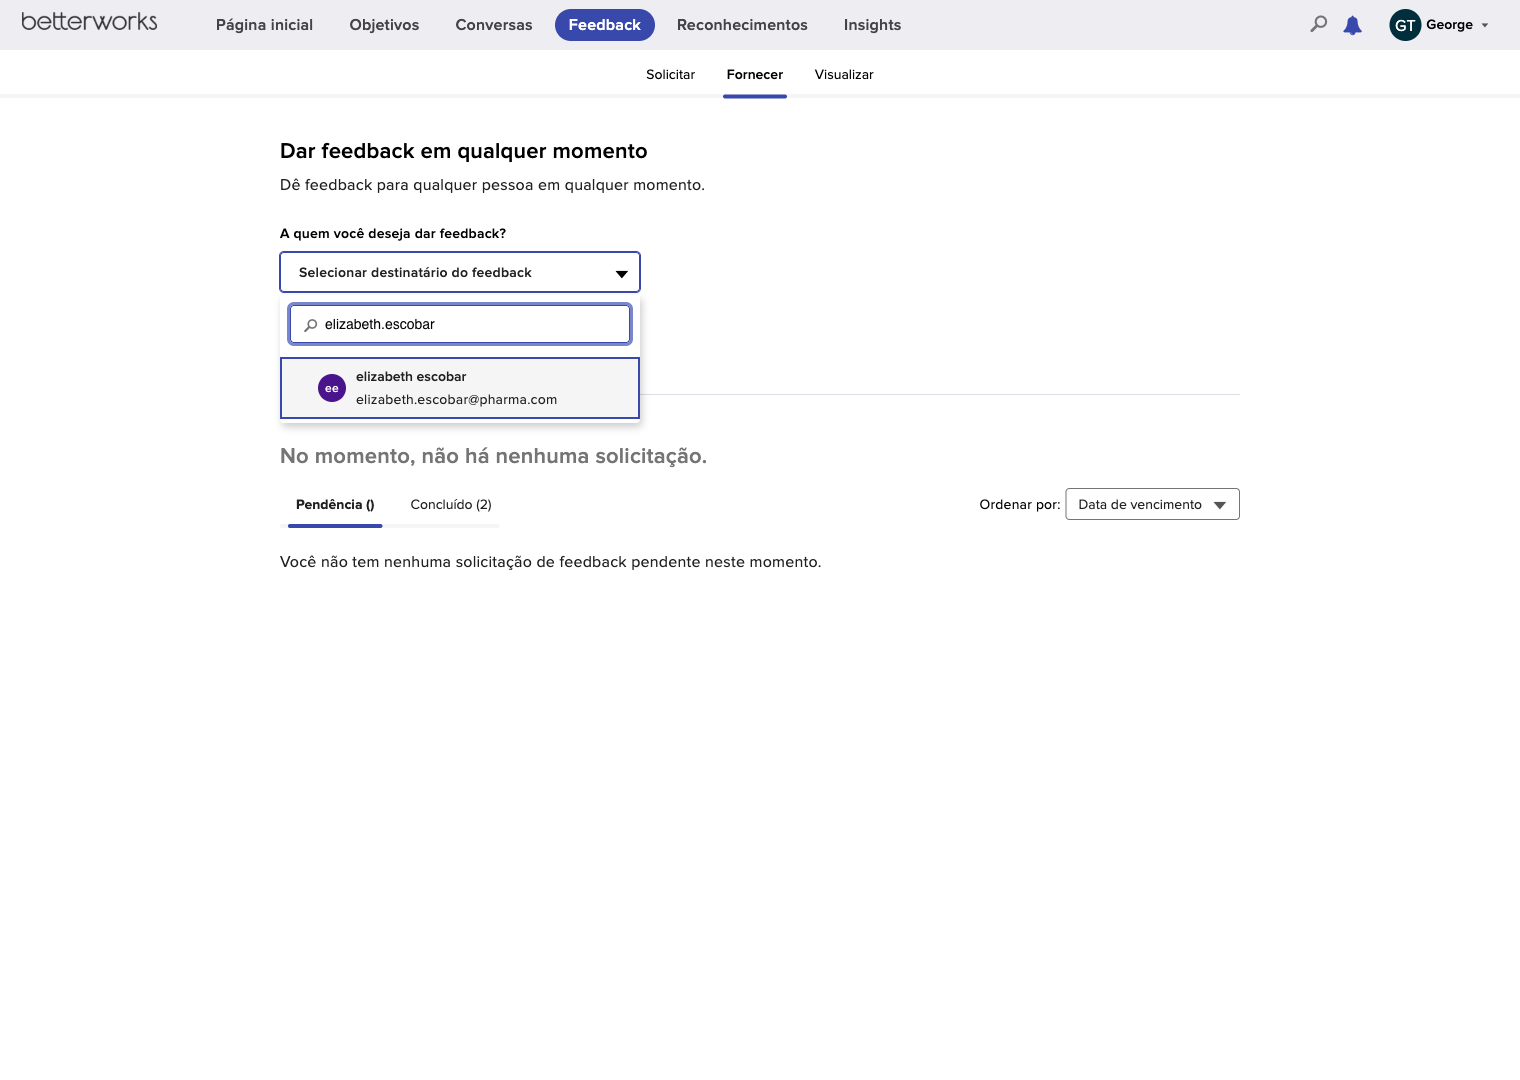 betterworks
Página inicial
Objetivos
Conversas
Feedback
Reconhecimentos
Insights
GT
George
Solicitar
Fornecer
Visualizar
Dar feedback em qualquer momento
Dê feedback para qualquer pessoa em qualquer momento.
A quem você deseja dar feedback?
Selecionar destinatário do feedback
elizabeth.escobar
ee
elizabeth escobar
elizabeth.escobar@pharma.com
No momento, não há nenhuma solicitação.
Pendência ()
Concluído (2)
Ordenar por:
Data de vencimento
Você não tem nenhuma solicitação de feedback pendente neste momento.